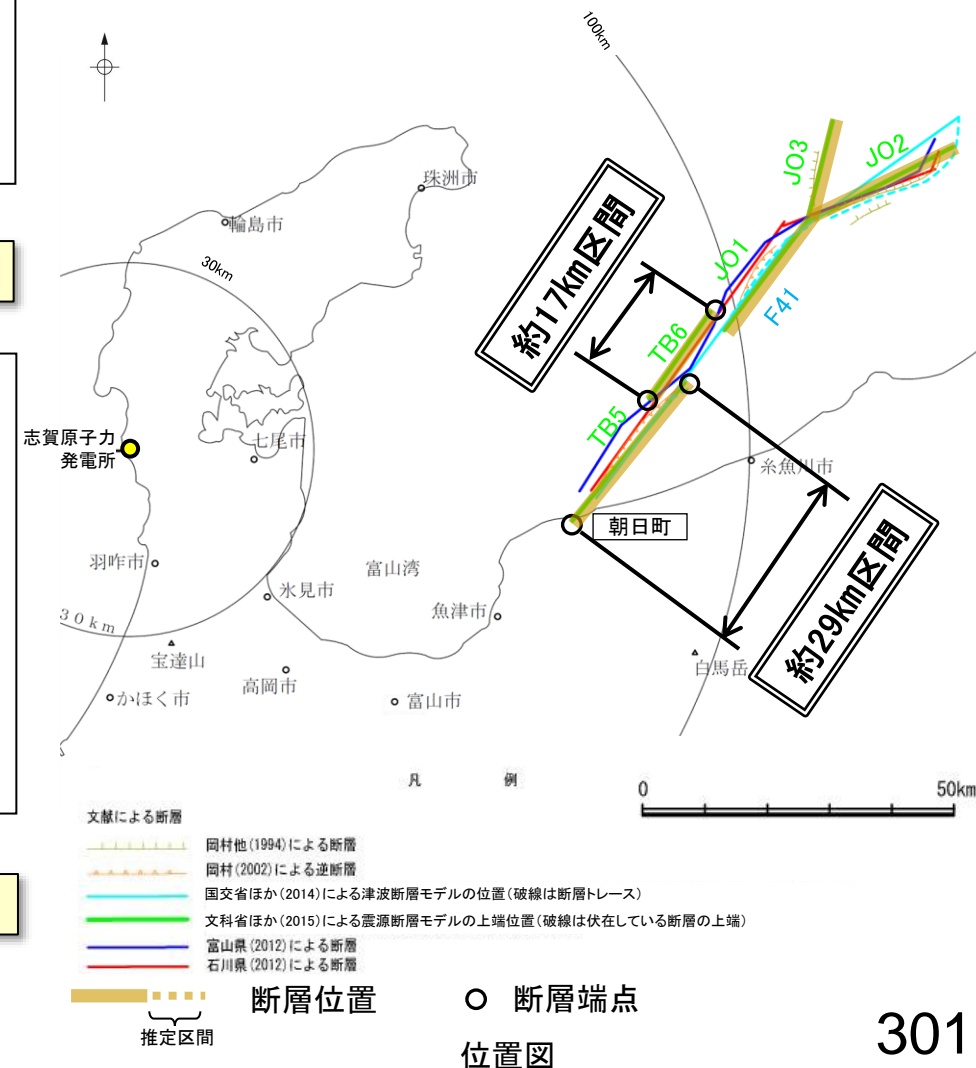 100km
JO3
JO2
珠洲市
輪島市
約17km区間
30km
JO1
F41
TB6
志賀原子力
発電所
七尾市
TB5
糸魚川市
朝日町
羽咋市
富山湾
氷見市
魚津市
約29km区間
30km
宝達山
白馬岳
かほく市
高岡市
富山市
凡 例
0 50km
文献による断層
岡村他(1994)による断層
岡村(2002)による逆断層
国交省ほか(2014)による津波断層モデルの位置(破線は断層トレース)
文科省ほか(2015)による震源断層モデルの上端位置(破線は伏在している断層の上端)
富山県(2012)による断層
石川県(2012)による断層
断層位置 断層端点
推定区間
位置図
301